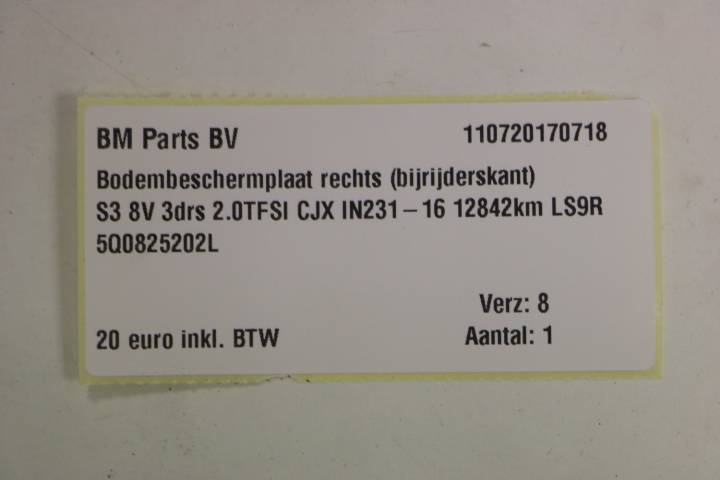 BM Parts BV 110720170718
Bodembeschermplaat rechts (bijrijderskant)
S3 8V 3drs 2.0TFSI CJX IN231-16 12842km LS9R
5Q0825202L
Verz: 8
20 euro inkl. BTW Aantal: 1